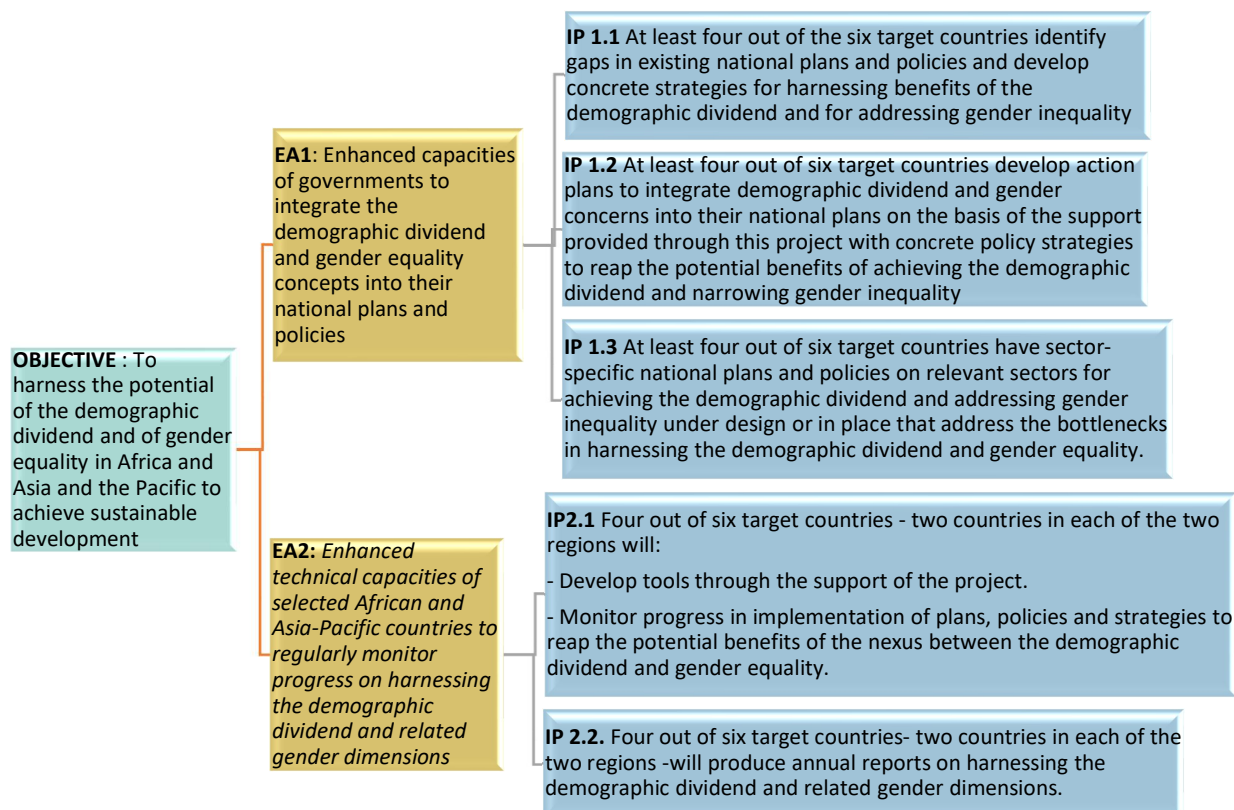 OBJECTIVE : To
harness the potential
of the demographic
dividend and of gender
equality in Africa and
Asia and the Pacific to
achieve sustainable
development
EA1: Enhanced capacities
of governments to
integrate the
demographic dividend
and gender equality
concepts into their
national plans and
policies
IP 1.1 At least four out of the six target countries identify
gaps in existing national plans and policies and develop
concrete strategies for harnessing benefits of the
demographic dividend and for addressing gender inequality
IP 1.2 At least four out of six target countries develop action
plans to integrate demographic dividend and gender
concerns into their national plans on the basis of the support
provided through this project with concrete policy strategies
to reap the potential benefits of achieving the demographic
dividend and narrowing gender inequality
IP 1.3 At least four out of six target countries have sector-
specific national plans and policies on relevant sectors for
achieving the demographic dividend and addressing gender
inequality under design or in place that address the bottlenecks
in harnessing the demographic dividend and gender equality.
EA2: Enhanced
technical capacities of
selected African and
Asia-Pacific countries to
regularly monitor
progress on harnessing
the demographic
dividend and related
gender dimensions
IP2.1 Four out of six target countries - two countries in each of the two
regions will:
- Develop tools through the support of the project.
- Monitor progress in implementation of plans, policies and strategies to
reap the potential benefits of the nexus between the demographic
dividend and gender equality.
IP 2.2. Four out of six target countries- two countries in each of the
two regions -will produce annual reports on harnessing the
demographic dividend and related gender dimensions.